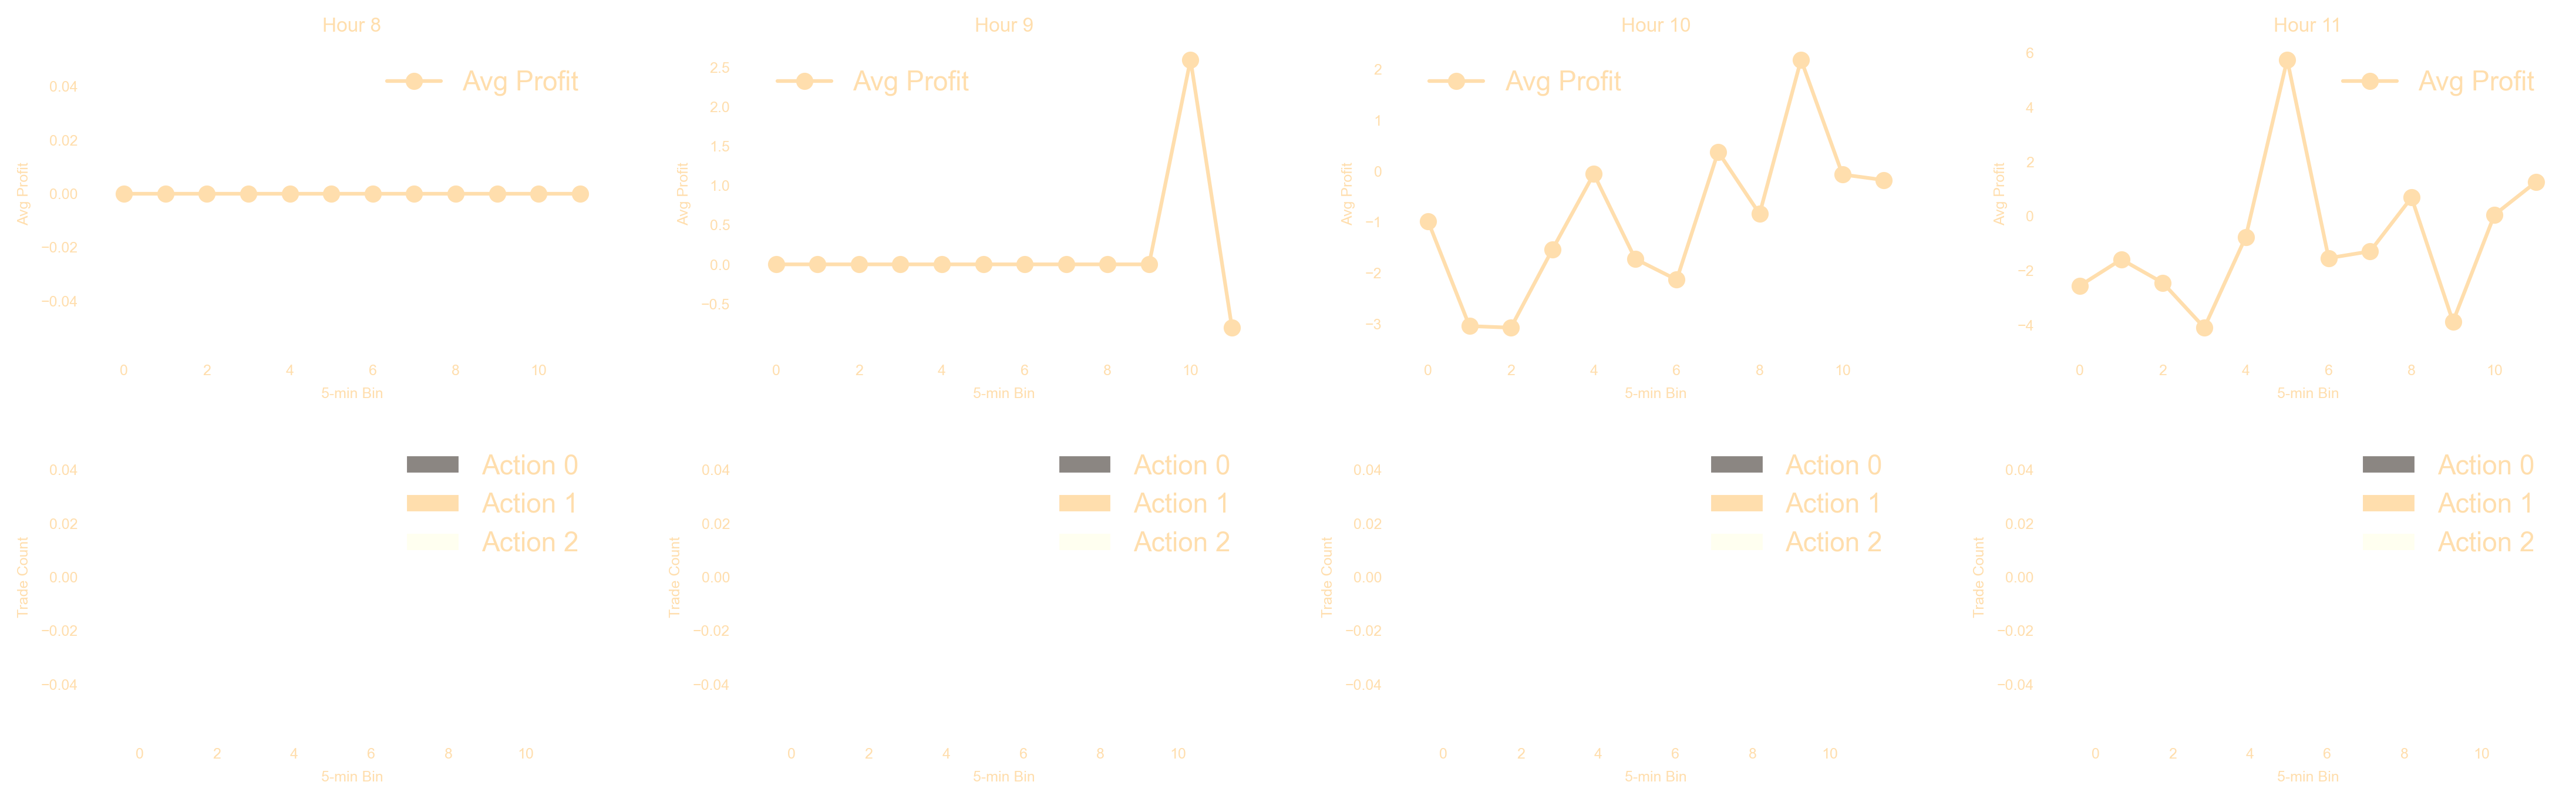 Hour 8
Avg Profit
0.04
0.02
0.00
−0.02
−0.04
Avg Profit
0 2 4 6 8 10
5-min Bin
Hour 9
Avg Profit
2.5
2.0
1.5
1.0
0.5
0.0
−0.5
Avg Profit
0 2 4 6 8 10
5-min Bin
Hour 10
Avg Profit
2
1
0
−1
−2
−3
Avg Profit
0 2 4 6 8 10
5-min Bin
Hour 11
Avg Profit
6
4
2
0
−2
−4
Avg Profit
0 2 4 6 8 10
5-min Bin
Action 0
Action 1
Action 2
0.04
0.02
0.00
−0.02
−0.04
Trade Count
0 2 4 6 8 10
5-min Bin
Action 0
Action 1
Action 2
0.04
0.02
0.00
−0.02
−0.04
Trade Count
0 2 4 6 8 10
5-min Bin
Action 0
Action 1
Action 2
0.04
0.02
0.00
−0.02
−0.04
Trade Count
0 2 4 6 8 10
5-min Bin
Action 0
Action 1
Action 2
0.04
0.02
0.00
−0.02
−0.04
Trade Count
0 2 4 6 8 10
5-min Bin